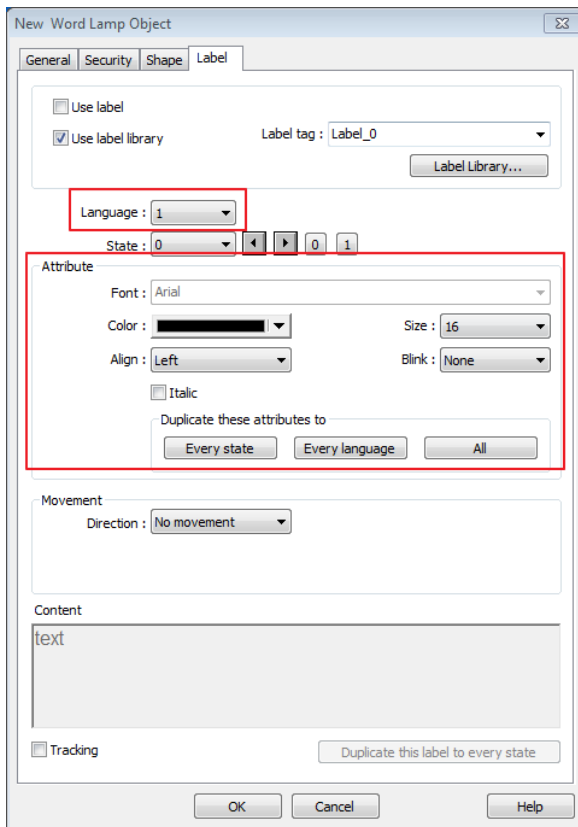 New Word Lamp Object
General Security Shape Label
Use label
Use label library Label tag : Label_0
Label Library...
Language : 1
State : 0 0 1
Attribute
Font : Arial
Color : Size : 16
Align : Left Blink : None
Italic
Duplicate these attributes to
Every state Every language All
Movement
Direction : No movement
Content
text
Tracking Duplicate this label to every state
OK Cancel Help